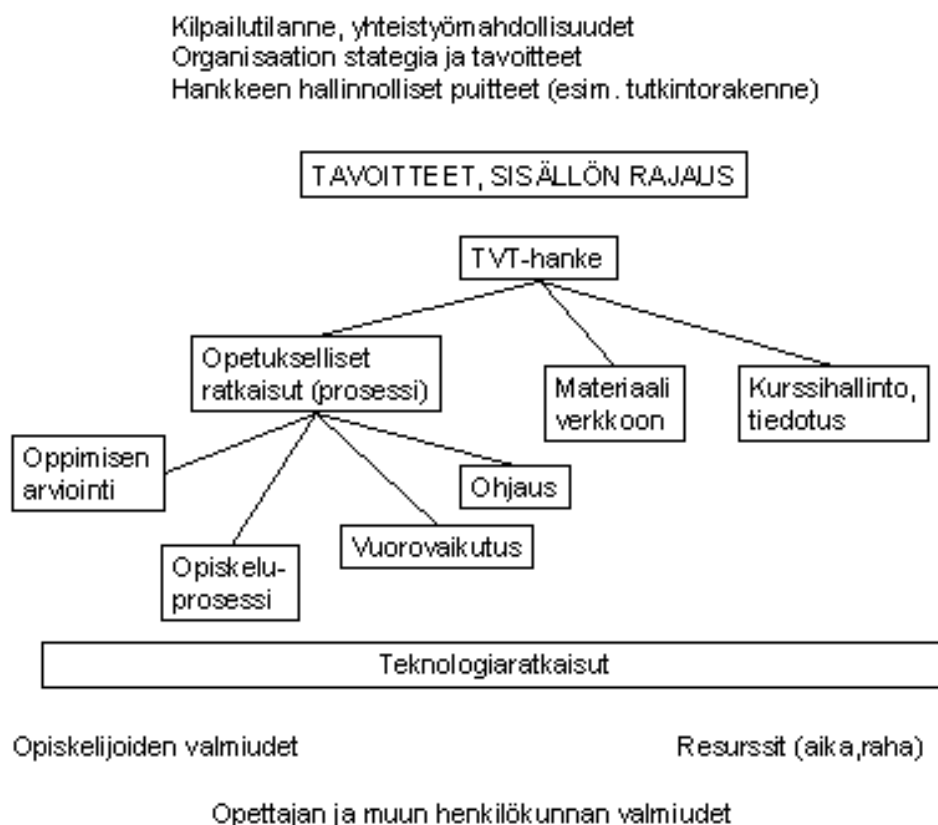 Kilpailutilanne, yhteistyömahdollisuudet
Organisaation stategia ja tavoitteet
Hankkeen hallinnolliset puitteet (esim. tutkintorakenne)
TAVOITTEET, SISÄLLÖN RAJAUS
TVT-hanke
Opetukselliset
ratkaisut (prosessi)
Materiaali
verkkoon
Kurssihallinto,
tiedotus
Oppimisen
arviointi
Ohjaus
Vuorovaikutus
Opiskelu-
prosessi
Teknologiaratkaisut
Opiskelijoiden valmiudet
Resurssit (aika,raha)
Opettajan ja muun henkilökunnan valmiudet